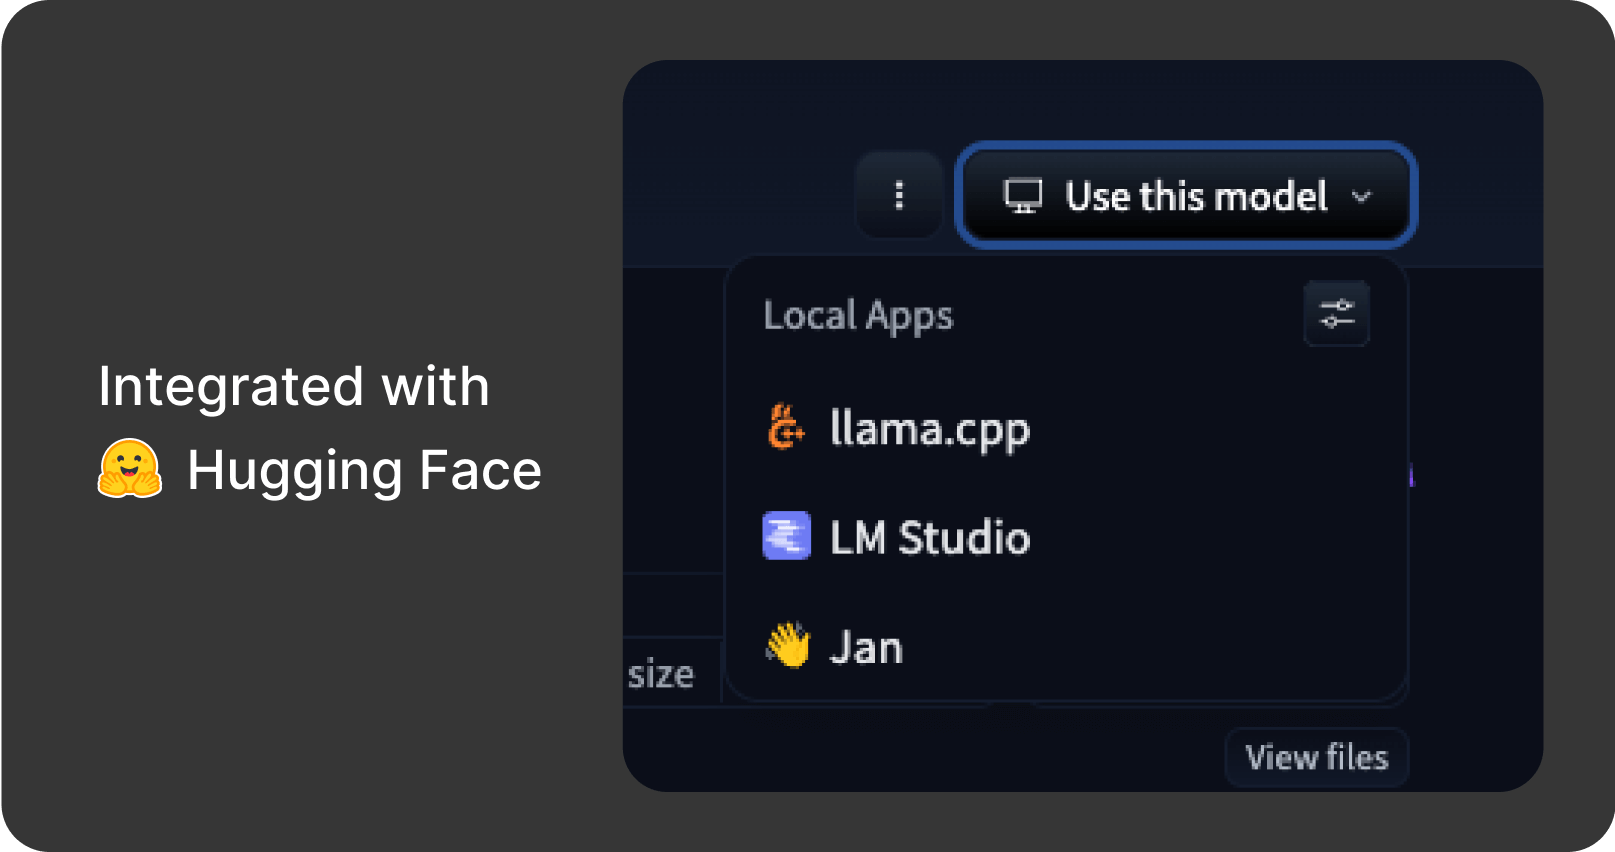 Integrated with
🤗 Hugging Face
Use this model
Local Apps
llama.cpp
LM Studio
👋 Jan
size
View files